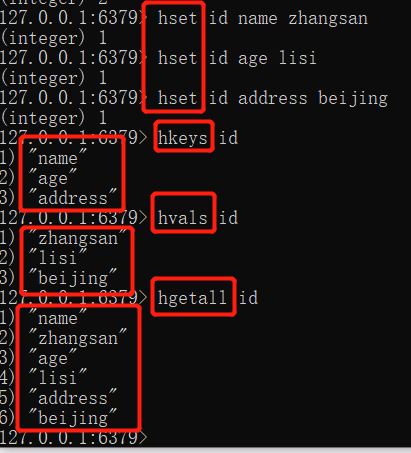 (integer) 2
127.0.0.1:6379> hset id name zhangsan
(integer) 1
127.0.0.1:6379> hset id age lisi
(integer) 1
127.0.0.1:6379> hset id address beijing
(integer) 1
127.0.0.1:6379> hkeys id
1) "name"
2) "age"
3) "address"
127.0.0.1:6379> hvals id
1) "zhangsan"
2) "lisi"
3) "beijing"
127.0.0.1:6379> hgetall id
1) "name"
2) "zhangsan"
3) "age"
4) "lisi"
5) "address"
6) "beijing"
127.0.0.1:6379>